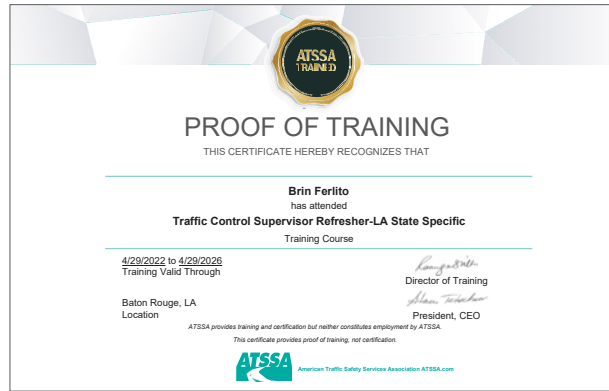 ATSSA
TRAINED
PROOF OF TRAINING
THIS CERTIFICATE HEREBY RECOGNIZES THAT
Brin Ferlito
has attended
Traffic Control Supervisor Refresher-LA State Specific
Training Course
4/29/2022 to 4/29/2026
Training Valid Through
Director of Training
Baton Rouge, LA
Location
President, CEO
ATSSA provides training and certification but neither constitutes employment by ATSSA.
This certificate provides proof of training, not certification.
ATSSA
American Traffic Safety Services Association ATSSA.com